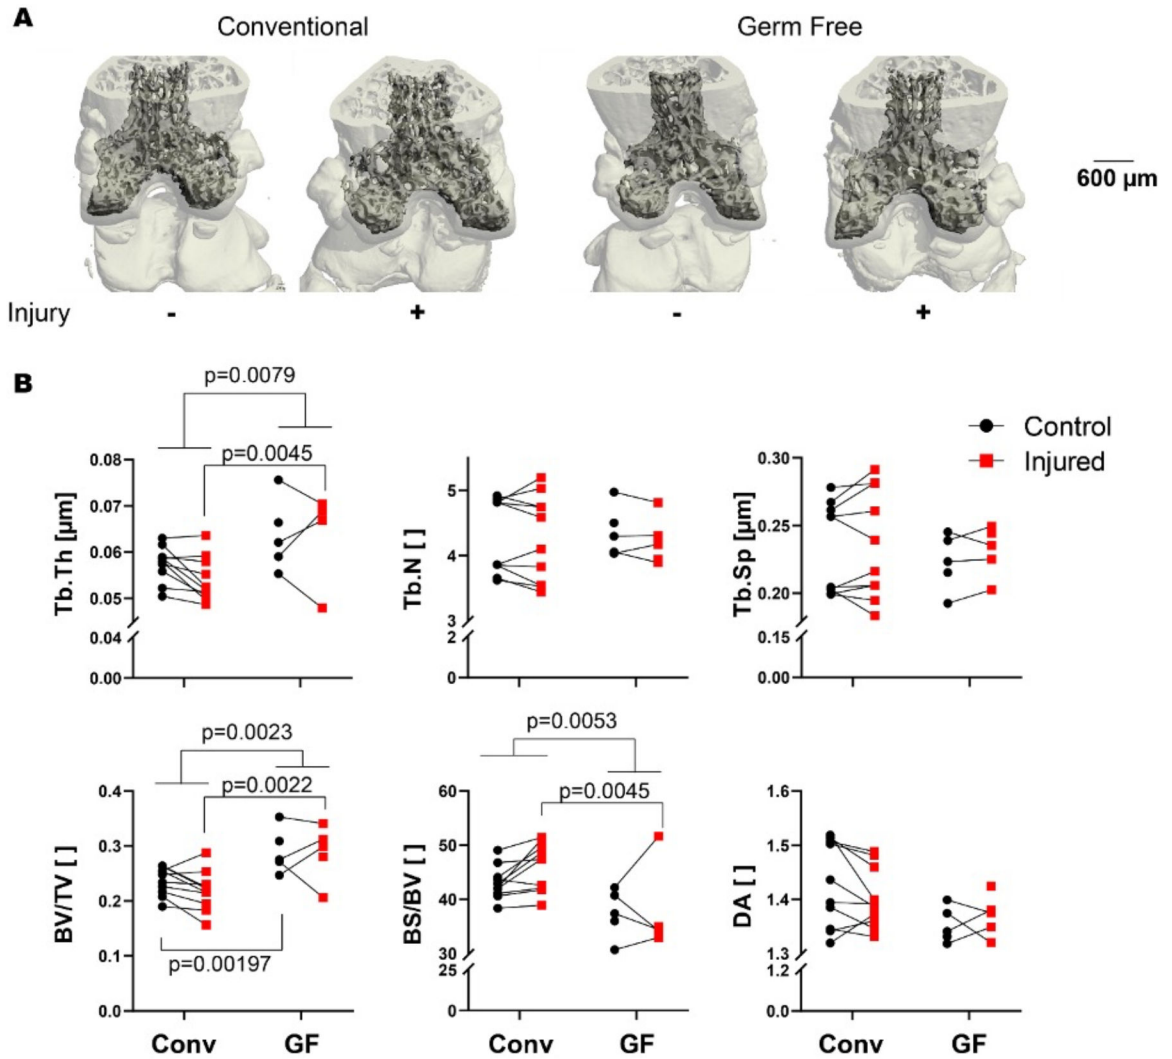 A
Conventional
Germ Free
600 µm
Injury - + - +
B
p=0.0079
p=0.0045
Tb.Th [µm]
0.08
0.07
0.06
0.05
0.04
0.00
Tb.N [ ]
5
4
3
2
0
Tb.Sp [µm]
0.30
0.25
0.20
0.15
0.00
Control
Injured
p=0.0023
p=0.0022
p=0.00197
BV/TV [ ]
0.4
0.3
0.2
0.1
0.0
Conv GF
p=0.0053
p=0.0045
BS/BV [ ]
60
50
40
30
25
0
Conv GF
DA [ ]
1.6
1.5
1.4
1.3
1.2
0.0
Conv GF